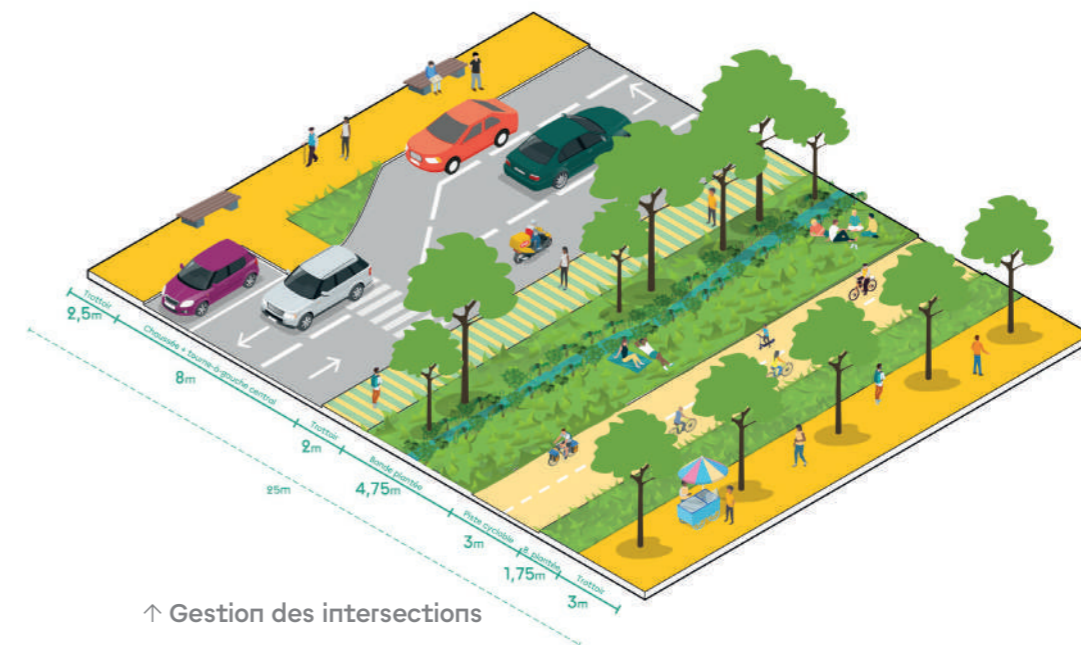 Trottoir
2,5m
Chaussée + tourne-à-gauche central
8m
Trottoir
2m
Bande plantée
4,75m
Piste cyclable
3m
B. plantée
1,75m
Trottoir
3m
25m
↑ Gestion des intersections